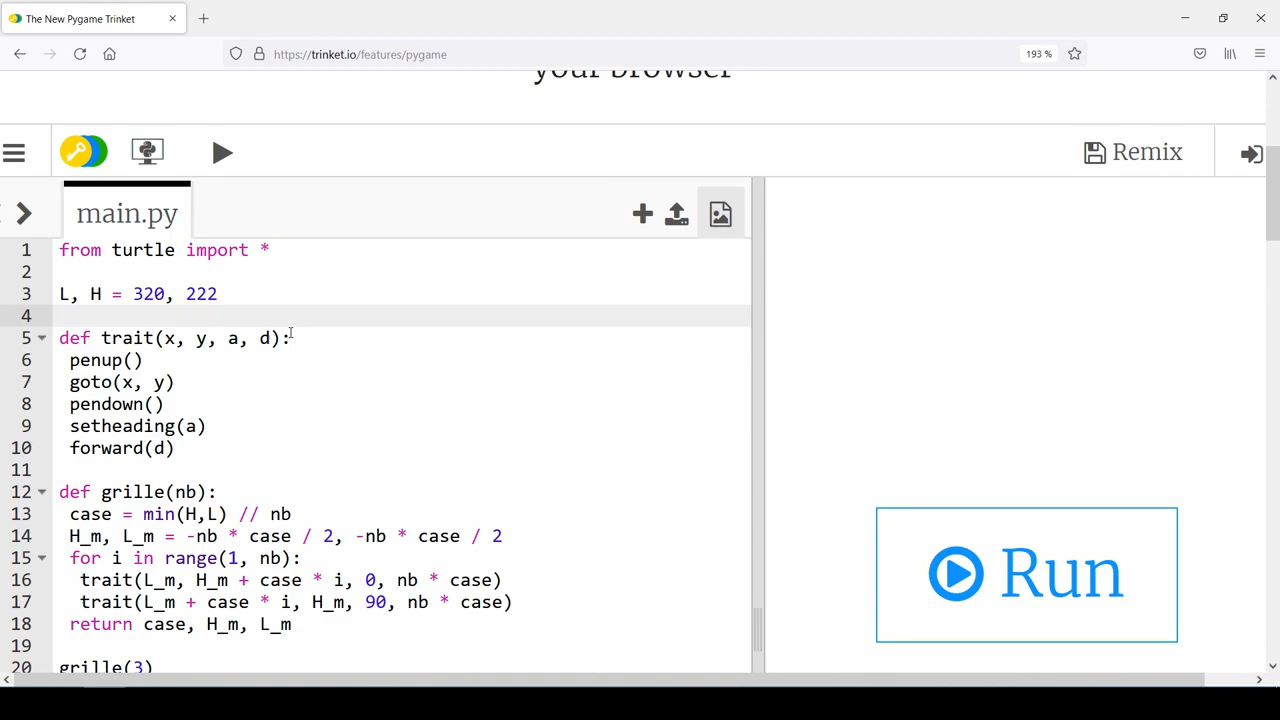 The New Pygame Trinket
https://trinket.io/features/pygame
193 %
your browser
Remix
main.py
1 from turtle import *
2
3 L, H = 320, 222
4
5 def trait(x, y, a, d):
6 penup()
7 goto(x, y)
8 pendown()
9 setheading(a)
10 forward(d)
11
12 def grille(nb):
13 case = min(H,L) // nb
14 H_m, L_m = -nb * case / 2, -nb * case / 2
15 for i in range(1, nb):
16 trait(L_m, H_m + case * i, 0, nb * case)
17 trait(L_m + case * i, H_m, 90, nb * case)
18 return case, H_m, L_m
19
20 grille(3)
Run